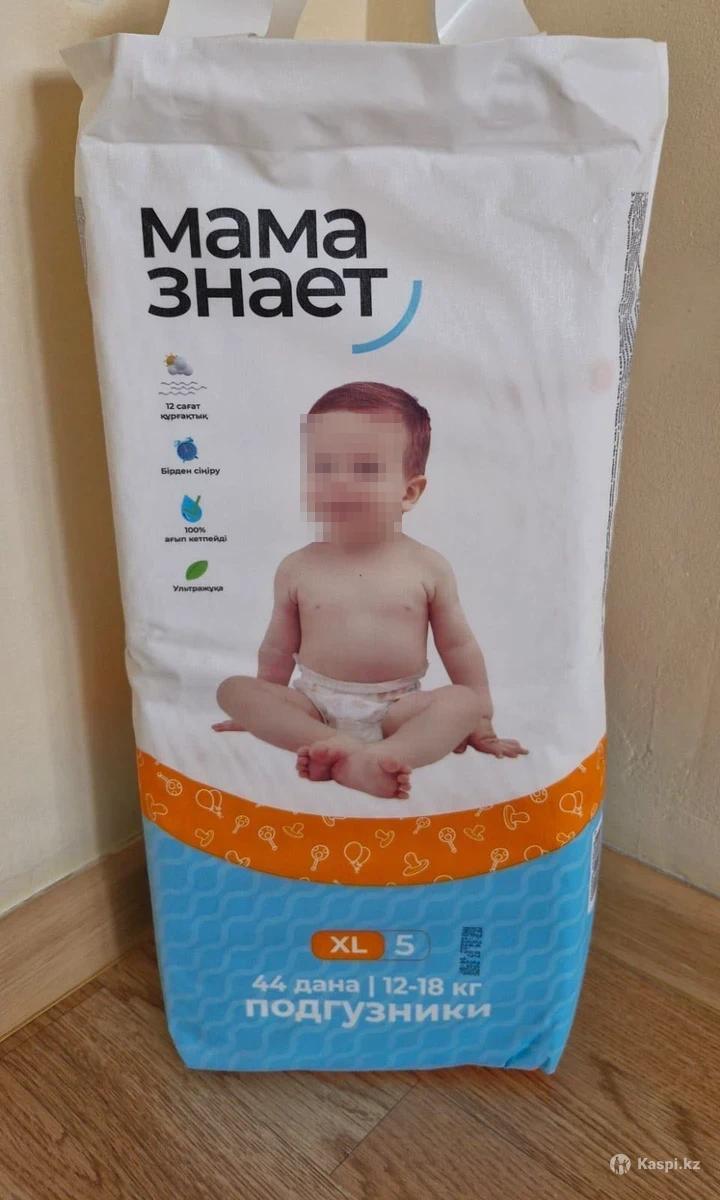 мама
знает
12 сағат
құрғақтық
Бірден сіңіру
100%
ағып кетпейді
Ультражұқа
XL 5
44 дана | 12-18 кг
подгузники
Kaspi.kz